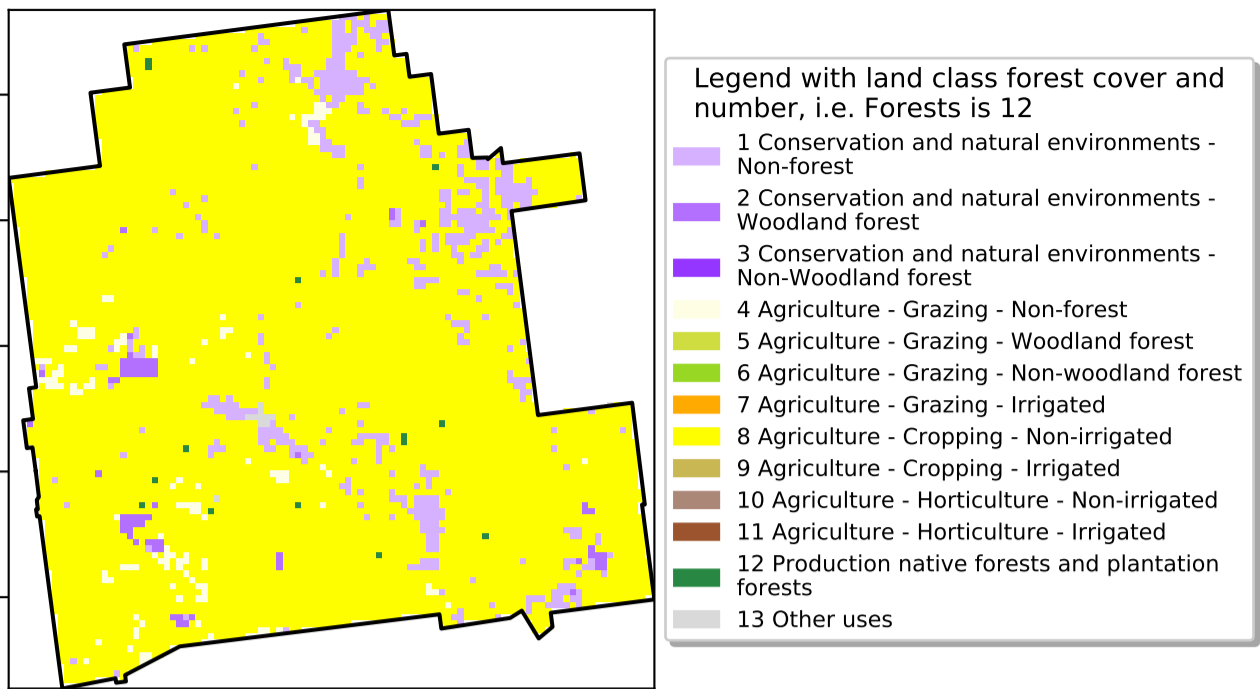 Legend with land class forest cover and
number, i.e. Forests is 12
1 Conservation and natural environments -
Non-forest
2 Conservation and natural environments -
Woodland forest
3 Conservation and natural environments -
Non-Woodland forest
4 Agriculture - Grazing - Non-forest
5 Agriculture - Grazing - Woodland forest
6 Agriculture - Grazing - Non-woodland forest
7 Agriculture - Grazing - Irrigated
8 Agriculture - Cropping - Non-irrigated
9 Agriculture - Cropping - Irrigated
10 Agriculture - Horticulture - Non-irrigated
11 Agriculture - Horticulture - Irrigated
12 Production native forests and plantation
forests
13 Other uses